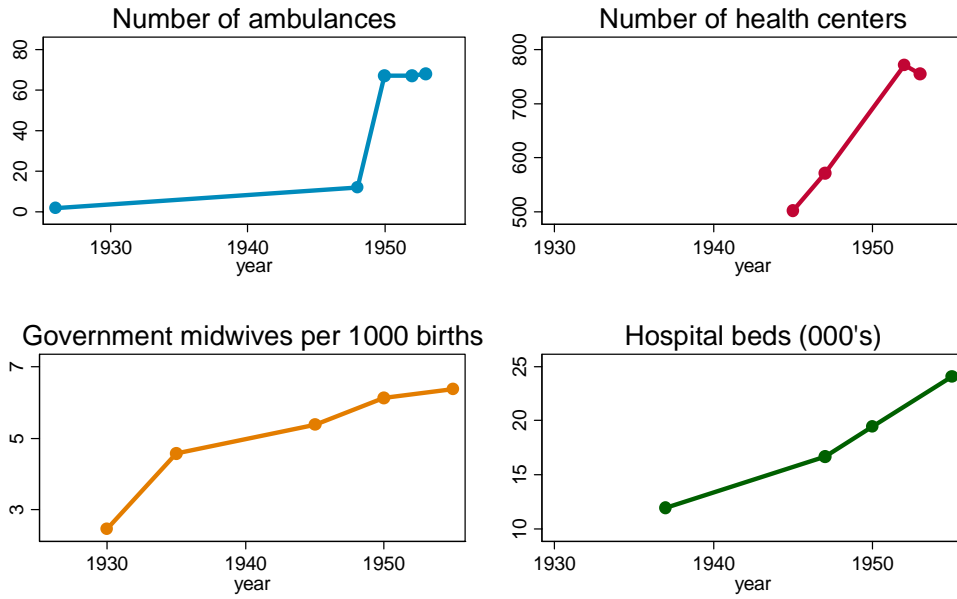 Number of ambulances
80
60
40
20
0
1930 1940 1950
year
Number of health centers
800
700
600
500
1930 1940 1950
year
Government midwives per 1000 births
7
5
3
1930 1940 1950
year
Hospital beds (000's)
25
20
15
10
1930 1940 1950
year